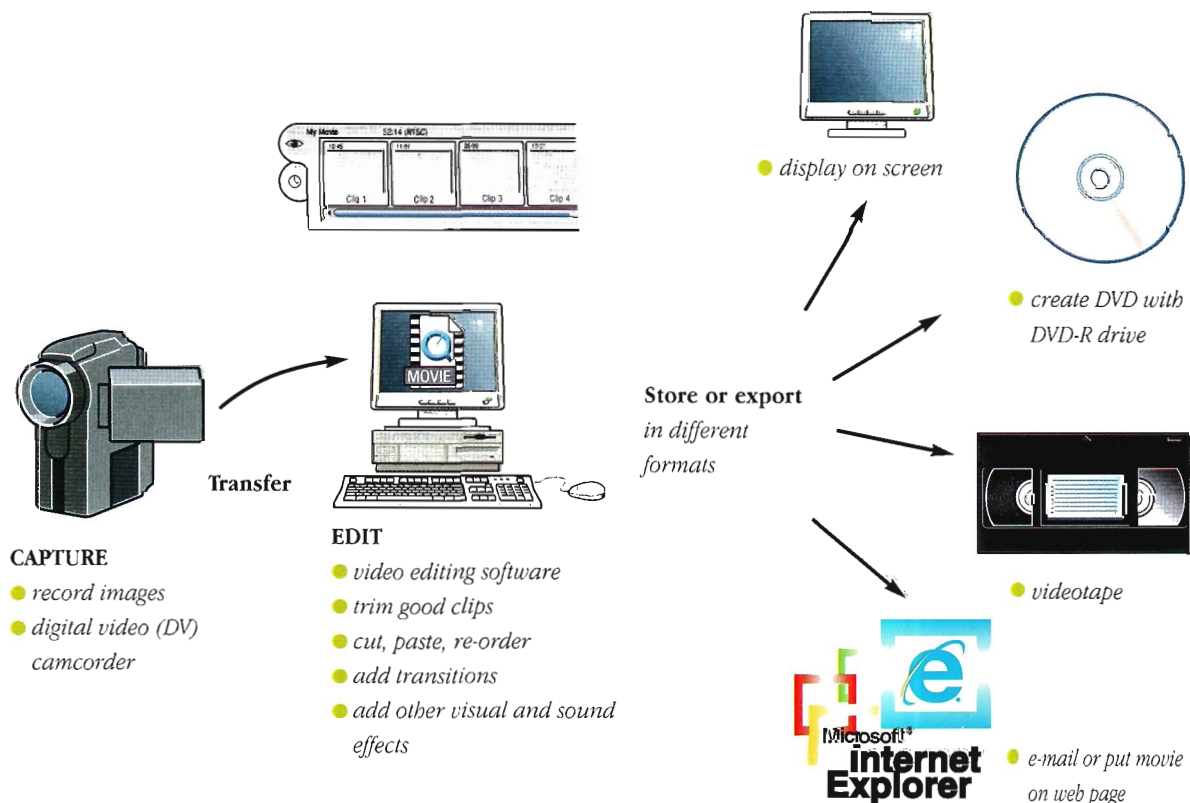 My Movie 52:14 (NTSC)
10:45
Clip 1
Clip 2
Clip 3
Clip 4
display on screen
create DVD with
DVD-R drive
MOVIE
Transfer
Store or export
in different
formats
CAPTURE
record images
digital video (DV)
camcorder
EDIT
video editing software
trim good clips
cut, paste, re-order
add transitions
add other visual and sound
effects
videotape
e
Microsoft®
internet
Explorer
e-mail or put movie
on web page